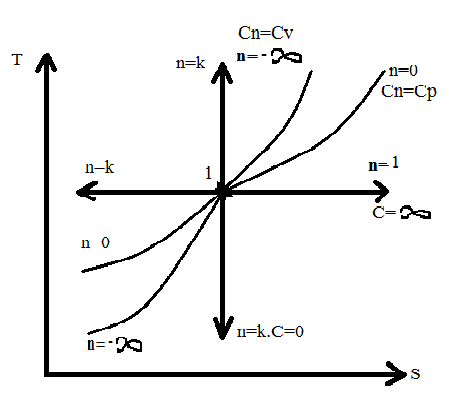 Cn=Cv
T
n=k
n=-∞
n=0
Cn=Cp
n=k
1
n=1
C=∞
n 0
n=-∞
n=k.C=0
S